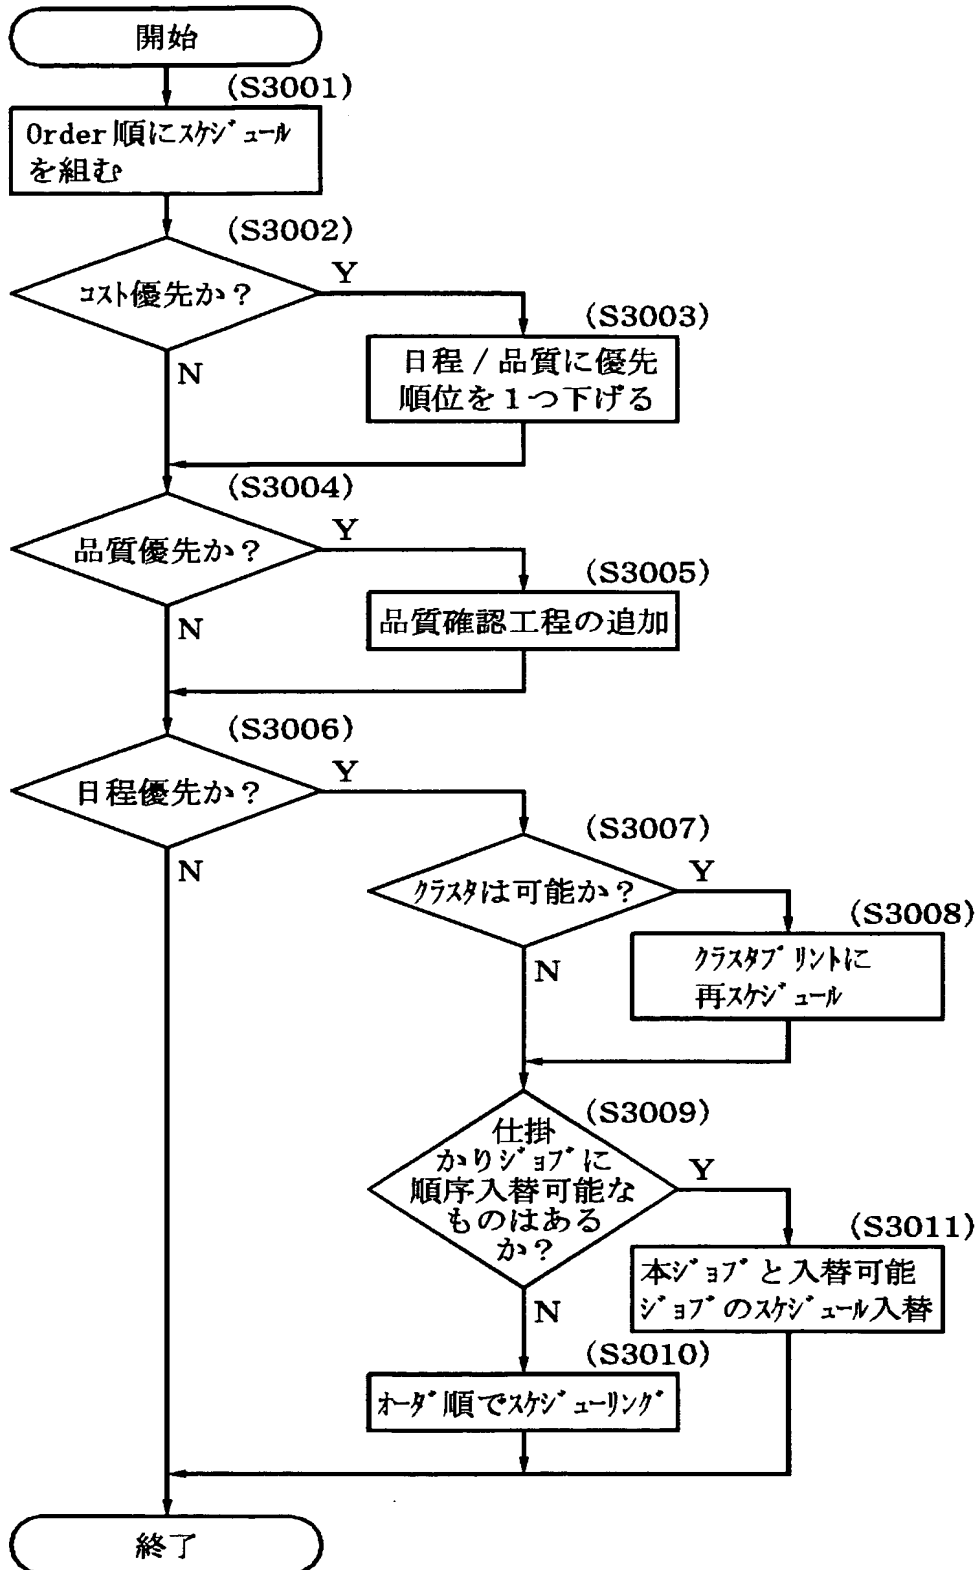 開始
(S3001)
Order順にスケジュール
を組む
(S3002)
コスト優先か?
Y
N
(S3003)
日程/品質に優先
順位を1つ下げる
(S3004)
品質優先か?
Y
N
(S3005)
品質確認工程の追加
(S3006)
日程優先か?
Y
N
(S3007)
クラスタは可能か?
Y
N
(S3008)
クラスタプリントに
再スケジュール
(S3009)
仕掛
かりジョブに
順序入替可能な
ものはある
か?
Y
N
(S3011)
本ジョブと入替可能
ジョブのスケジュール入替
(S3010)
オーダ順でスケジューリング
終了